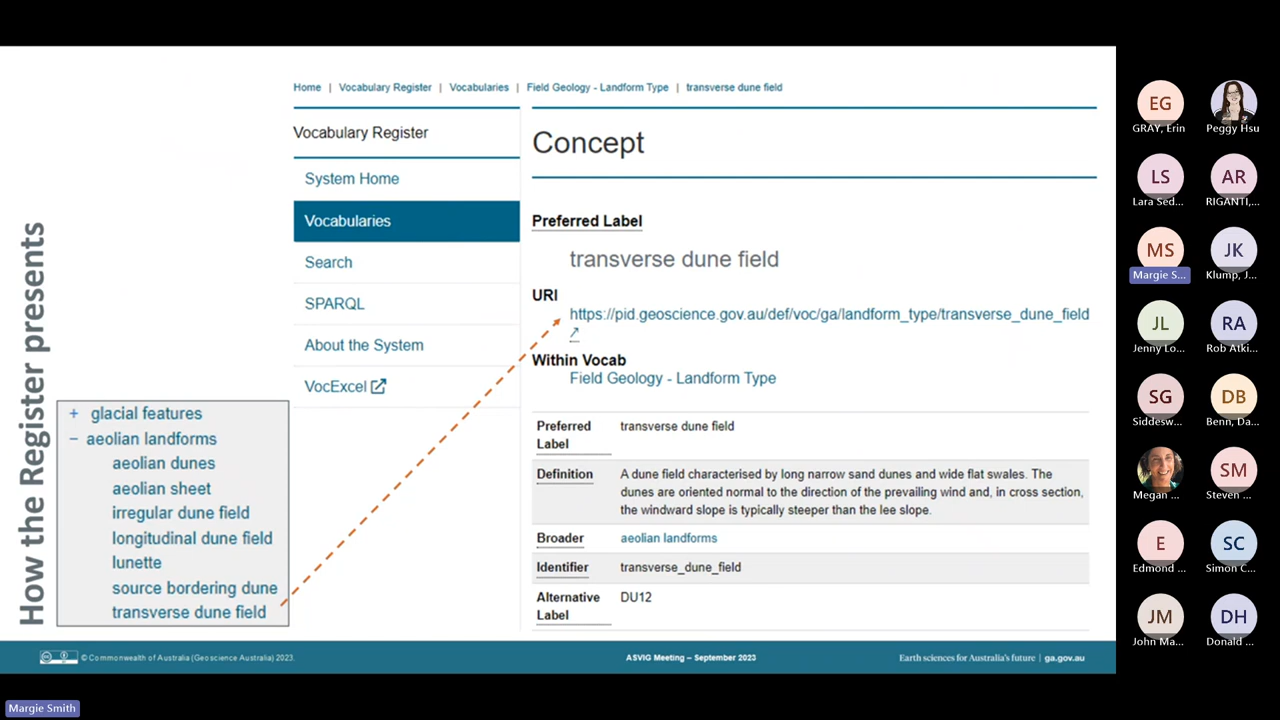 How the Register presents
Home | Vocabulary Register | Vocabularies | Field Geology - Landform Type | transverse dune field
Vocabulary Register
System Home
Vocabularies
Search
SPARQL
About the System
VocExcel
+ glacial features
− aeolian landforms
aeolian dunes
aeolian sheet
irregular dune field
longitudinal dune field
lunette
source bordering dune
transverse dune field
Concept
Preferred Label
transverse dune field
URI
https://pid.geoscience.gov.au/def/voc/ga/landform_type/transverse_dune_field
Within Vocab
Field Geology - Landform Type
Preferred Label
transverse dune field
Definition
A dune field characterised by long narrow sand dunes and wide flat swales. The
dunes are oriented normal to the direction of the prevailing wind and, in cross section,
the windward slope is typically steeper than the lee slope.
Broader
aeolian landforms
Identifier
transverse_dune_field
Alternative Label
DU12
© Commonwealth of Australia (Geoscience Australia) 2023.
ASVIG Meeting – September 2023
Earth sciences for Australia's future | ga.gov.au
EG
GRAY, Erin
Peggy Hsu
LS
Lara Sed...
AR
RIGANTI,...
MS
Margie S...
JK
Klump, J...
JL
Jenny Lo...
RA
Rob Atki...
SG
Siddesw...
DB
Benn, Da...
Megan ...
SM
Steven ...
E
Edmond ...
SC
Simon C...
JM
John Ma...
DH
Donald ...
Margie Smith